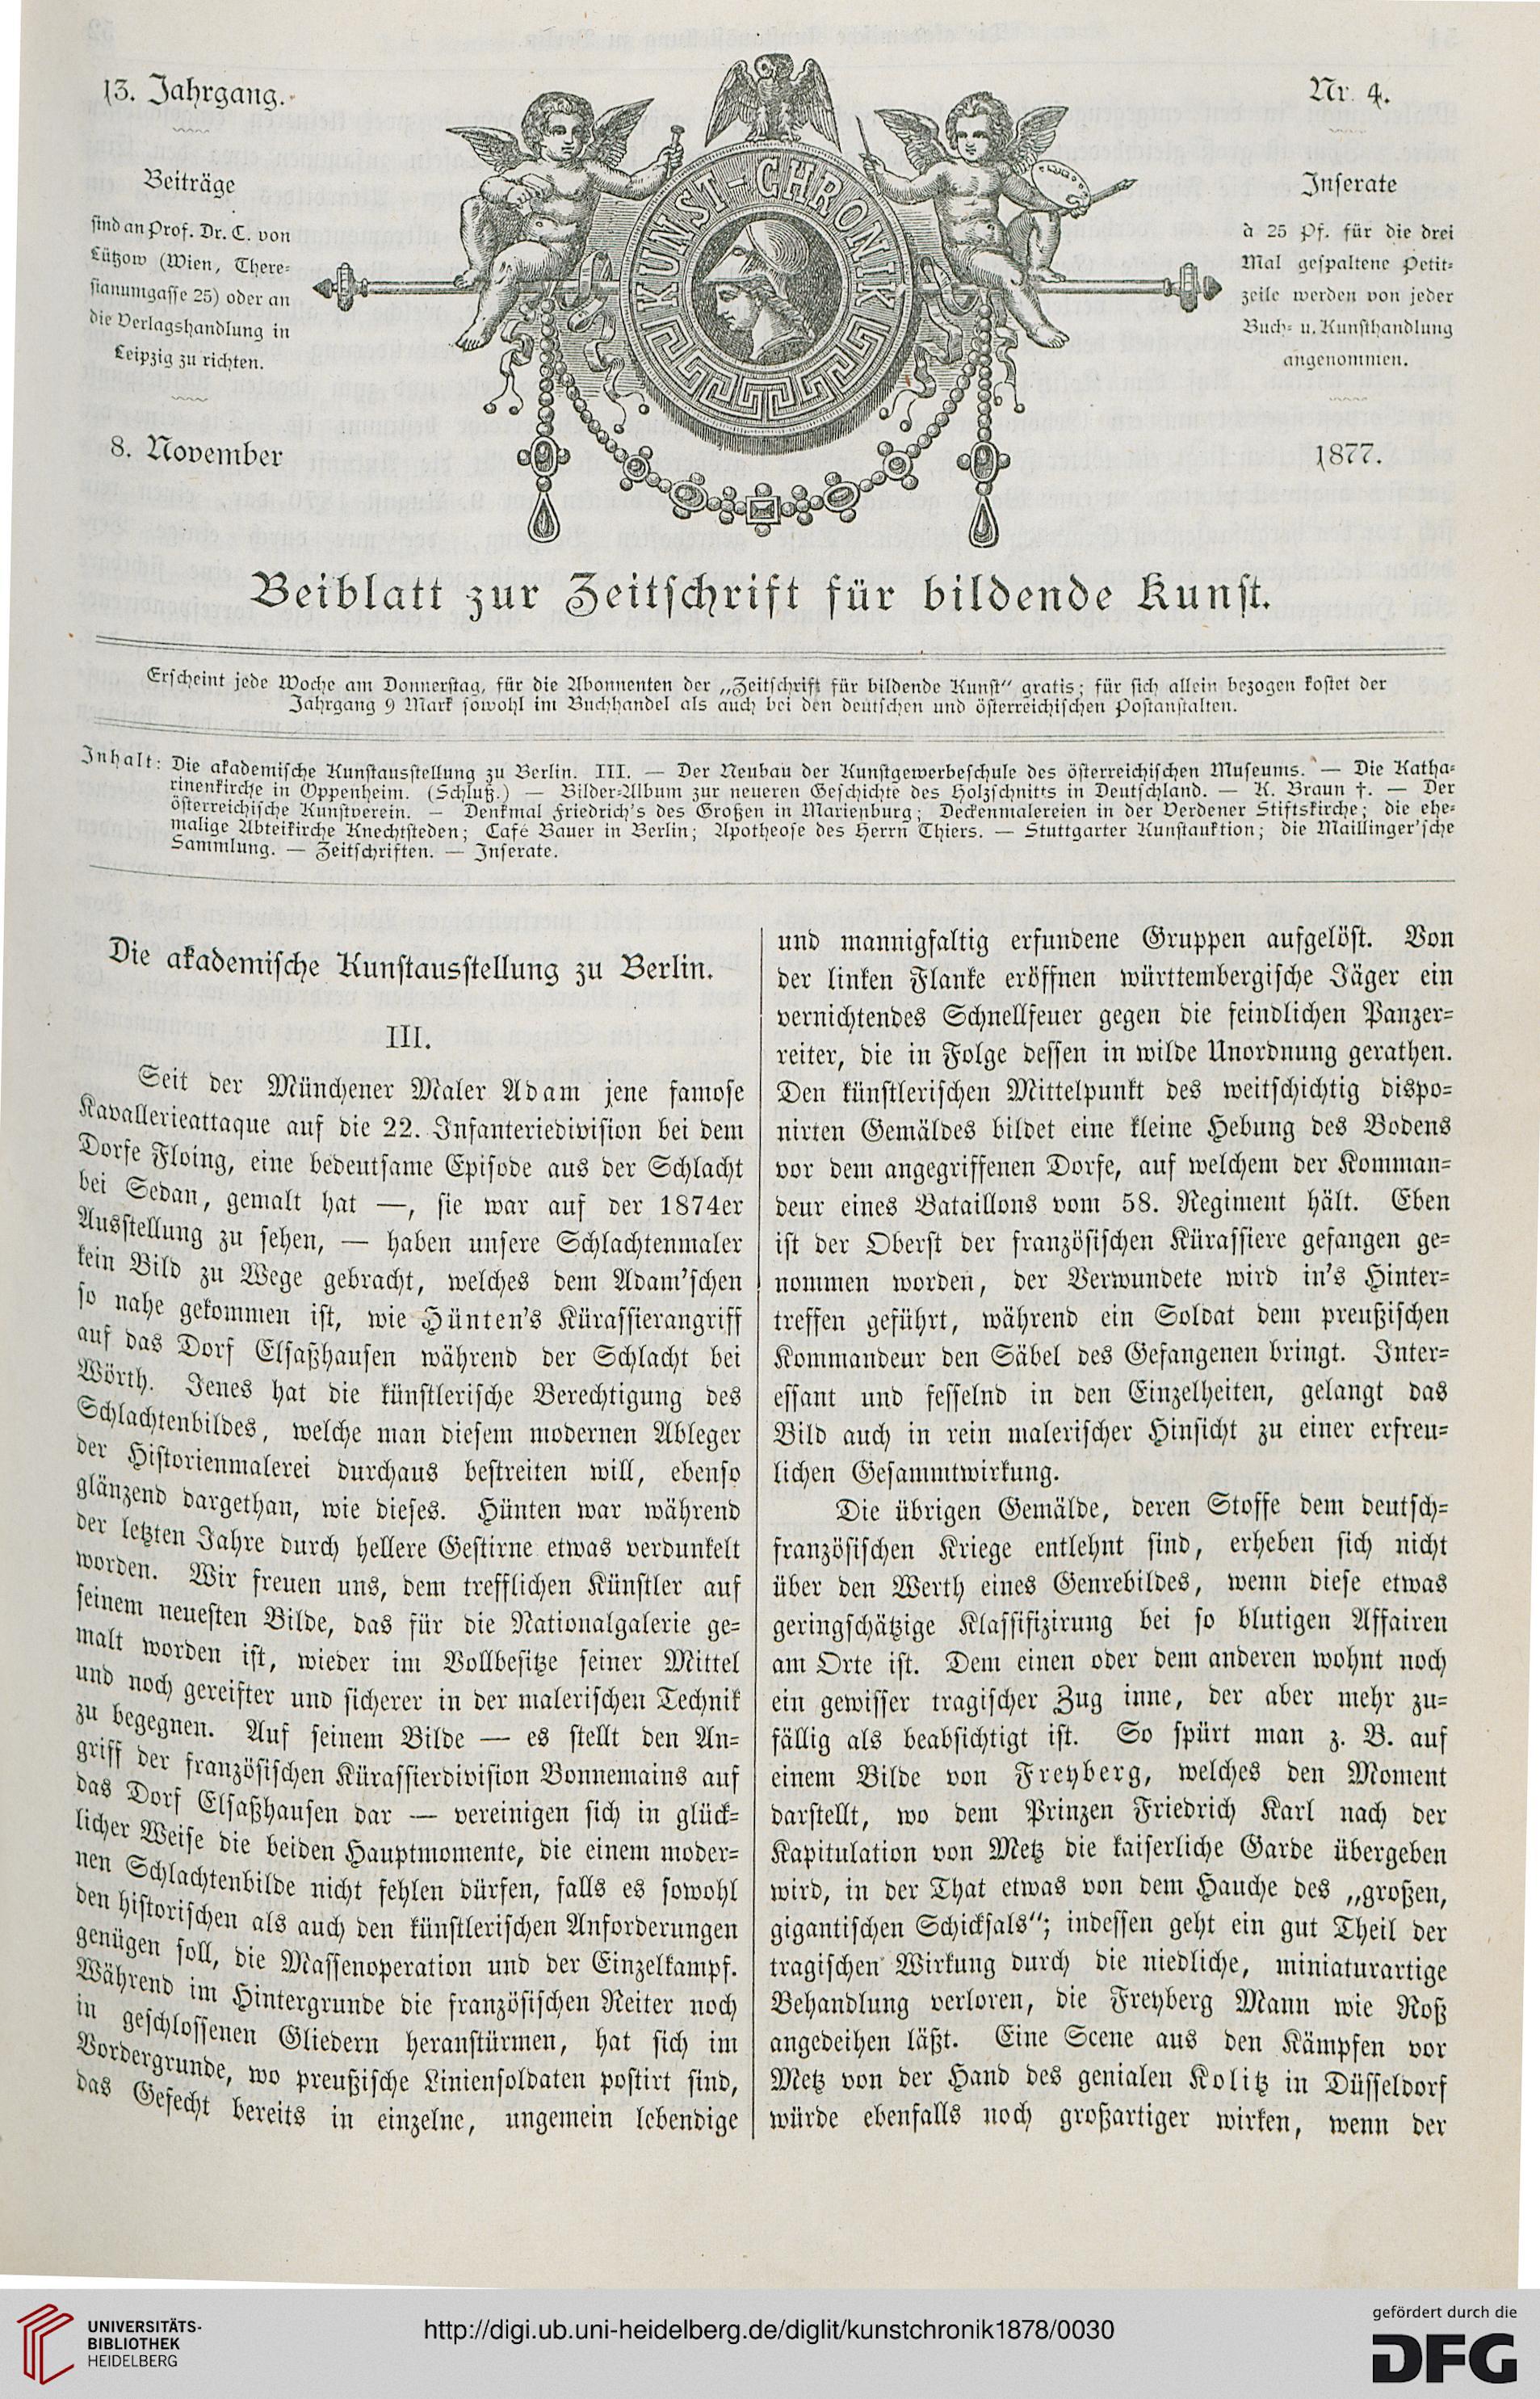 13. Jahrgang.
Beiträge
sind an Prof. Dr. C. von
Lützow (Wien, There-
sianumgasse 25) oder an
die Verlagshandlung in
Leipzig zu richten.
8. November
KUNST-CHRONIK
Nr. 4.
Inserate
à 25 Pf. für die drei
Mal gespaltene Petit-
zeile werden von jeder
Buch- u. Kunsthandlung
angenommen.
1877.
Beiblatt zur Zeitschrift für bildende Kunst.
Erscheint jede Woche am Donnerstag, für die Abonnenten der „Zeitschrift für bildende Kunst“ gratis; für sich allein bezogen kostet der
Jahrgang 9 Mark sowohl im Buchhandel als auch bei den deutschen und österreichischen Postanstalten.
Inhalt: Die akademische Kunstausstellung zu Berlin. III. — Der Neubau der Kunstgewerbeschule des österreichischen Museums. — Die Katha-
rinenkirche in Oppenheim. (Schluß.) — Bilder-Album zur neueren Geschichte des Holzschnitts in Deutschland. — K. Braun †. — Der
österreichische Kunstverein. — Denkmal Friedrich's des Großen in Marienburg; Deckenmalereien in der Verdener Stiftskirche; die ehe-
malige Abteikirche Knechtsteden; Café Bauer in Berlin; Apotheose des Herrn Thiers. — Stuttgarter Kunstauktion; die Maillinger'sche
Sammlung. — Zeitschriften. — Inserate.
Die akademische Kunstausstellung zu Berlin.
III.
Seit der Münchener Maler Adam jene famose
Kavallerieattaque auf die 22. Infanteriedivision bei dem
Dorfe Floing, eine bedeutsame Episode aus der Schlacht
bei Sedan, gemalt hat —, sie war auf der 1874er
Ausstellung zu sehen, — haben unsere Schlachtenmaler
kein Bild zu Wege gebracht, welches dem Adam'schen
so nahe gekommen ist, wie Hünten's Kürassierangriff
auf das Dorf Elsaßhausen während der Schlacht bei
Wörth. Jenes hat die künstlerische Berechtigung des
Schlachtenbildes, welche man diesem modernen Ableger
der Historienmalerei durchaus bestreiten will, ebenso
glänzend dargethan, wie dieses. Hünten war während
der letzten Jahre durch hellere Gestirne etwas verdunkelt
worden. Wir freuen uns, dem trefflichen Künstler auf
seinem neuesten Bilde, das für die Nationalgalerie ge-
malt worden ist, wieder im Vollbesitze seiner Mittel
und noch gereifter und sicherer in der malerischen Technik
zu begegnen. Auf seinem Bilde — es stellt den An-
griff der französischen Kürassierdivision Bonnemains auf
das Dorf Elsaßhausen dar — vereinigen sich in glück-
licher Weise die beiden Hauptmomente, die einem moder-
nen Schlachtenbilde nicht fehlen dürfen, falls es sowohl
den historischen als auch den künstlerischen Anforderungen
genügen soll, die Massenoperation und der Einzelkampf.
Während im Hintergrunde die französischen Reiter noch
in geschlossenen Gliedern heranstürmen, hat sich im
Vordergrunde, wo preußische Liniensoldaten postirt sind,
das Gefecht bereits in einzelne, ungemein lebendige
und mannigfaltig erfundene Gruppen aufgelöst. Von
der linken Flanke eröffnen württembergische Jäger ein
vernichtendes Schnellfeuer gegen die feindlichen Panzer-
reiter, die in Folge dessen in wilde Unordnung gerathen.
Den künstlerischen Mittelpunkt des weitschichtig dispo-
nirten Gemäldes bildet eine kleine Hebung des Bodens
vor dem angegriffenen Dorfe, auf welchem der Komman-
deur eines Bataillons vom 58. Regiment hält. Eben
ist der Oberst der französischen Kürassiere gefangen ge-
nommen worden, der Verwundete wird in's Hinter-
treffen geführt, während ein Soldat dem preußischen
Kommandeur den Säbel des Gefangenen bringt. Inter-
essant und fesselnd in den Einzelheiten, gelangt das
Bild auch in rein malerischer Hinsicht zu einer erfreu-
lichen Gesammtwirkung.
Die übrigen Gemälde, deren Stoffe dem deutsch-
französischen Kriege entlehnt sind, erheben sich nicht
über den Werth eines Genrebildes, wenn diese etwas
geringschätzige Klassifizirung bei so blutigen Affairen
am Orte ist. Dem einen oder dem anderen wohnt noch
ein gewisser tragischer Zug inne, der aber mehr zu-
fällig als beabsichtigt ist. So spürt man z. B. auf
einem Bilde von Freyberg, welches den Moment
darstellt, wo dem Prinzen Friedrich Karl nach der
Kapitulation von Metz die kaiserliche Garde übergeben
wird, in der That etwas von dem Hauche des „großen,
gigantischen Schicksals“; indessen geht ein gut Theil der
tragischen Wirkung durch die niedliche, miniaturartige
Behandlung verloren, die Freyberg Mann wie Roß
angedeihen läßt. Eine Scene aus den Kämpfen vor
Metz von der Hand des genialen Kolitz in Düsseldorf
würde ebenfalls noch großartiger wirken, wenn der
UNIVERSITÄTS-
BIBLIOTHEK
HEIDELBERG
http://digi.ub.uni-heidelberg.de/diglit/kunstchronik1878/0030
gefördert durch die
DFG